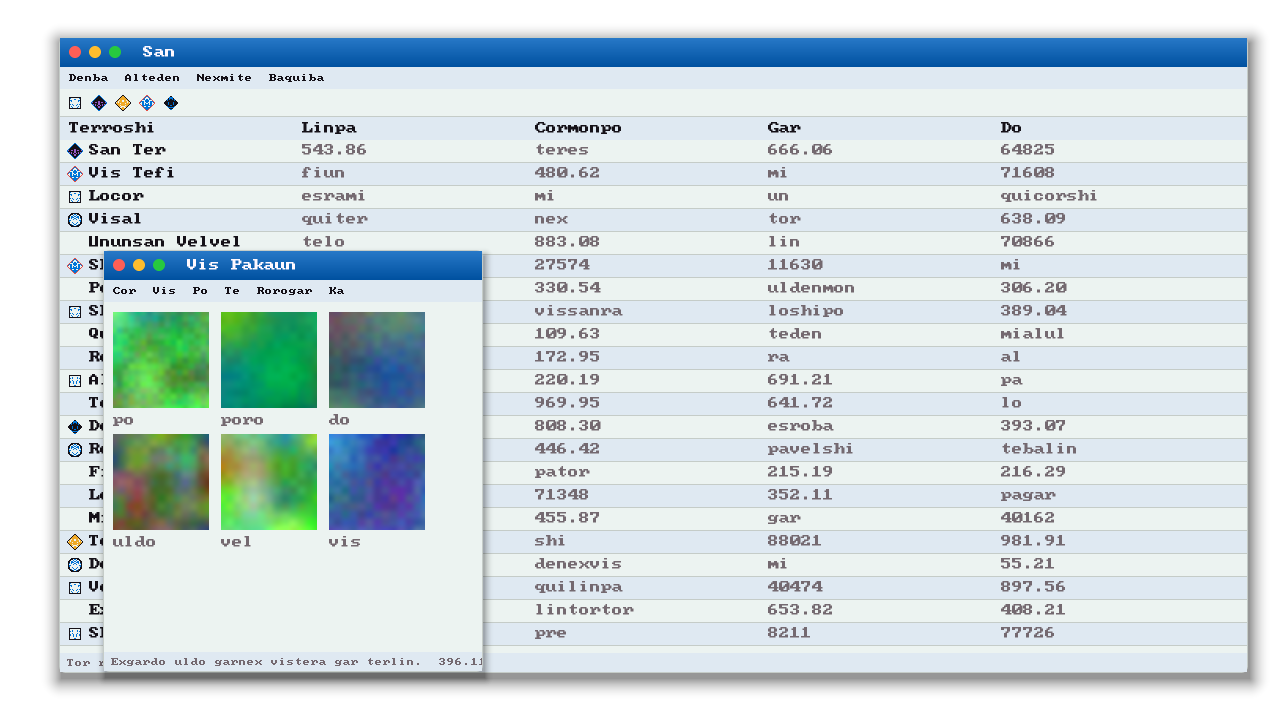 San
Denba Alteden Nexmite Baquiba
Terroshi Linpa Cormonpo Gar Do
San Ter 543.86 teres 666.06 64825
Vis Tefi fiun 480.62 mi 71608
Locor esrami mi un quicorshi
Visal quiter nex tor 638.09
Ununsan Velvel telo 883.08 lin 70866
27574 11630 mi
330.54 uldenmon 306.20
vissanra loshipo 389.04
109.63 teden mialul
172.95 ra al
220.19 691.21 pa
969.95 641.72 lo
808.30 esroba 393.07
446.42 pavelshi tebalin
pator 215.19 216.29
71348 352.11 pagar
455.87 gar 40162
shi 88021 981.91
denexvis mi 55.21
quilinpa 40474 897.56
lintortor 653.82 408.21
pre 8211 77726
Tor
Vis Pakaun
Cor Vis Po Te Rorogar Ka
po poro do
uldo vel vis
Exgardo uldo garnex vistera gar terlin.